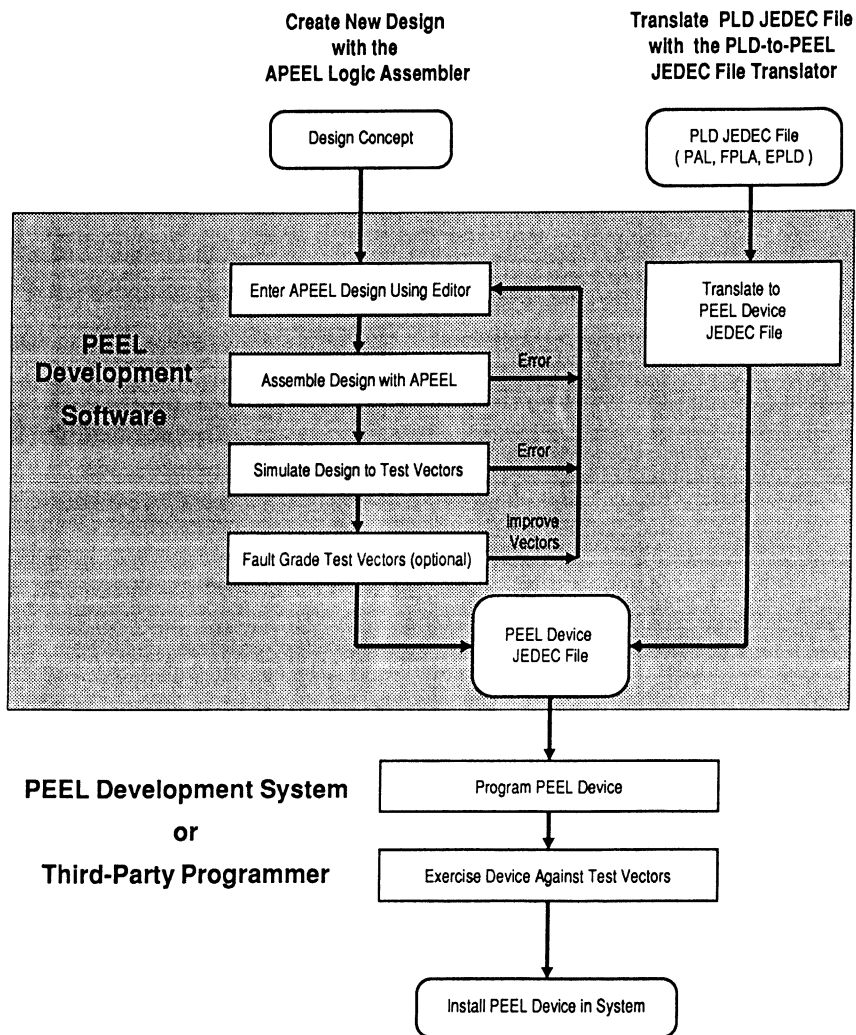 Create New Design
with the
APEEL Logic Assembler
Translate PLD JEDEC File
with the PLD-to-PEEL
JEDEC File Translator
Design Concept
PLD JEDEC File
( PAL, FPLA, EPLD )
Enter APEEL Design Using Editor
Translate to
PEEL Device
JEDEC File
PEEL
Development
Software
Assemble Design with APEEL
Error
Simulate Design to Test Vectors
Error
Fault Grade Test Vectors (optional)
Improve
Vectors
PEEL Device
JEDEC File
PEEL Development System
or
Third-Party Programmer
Program PEEL Device
Exercise Device Against Test Vectors
Install PEEL Device in System